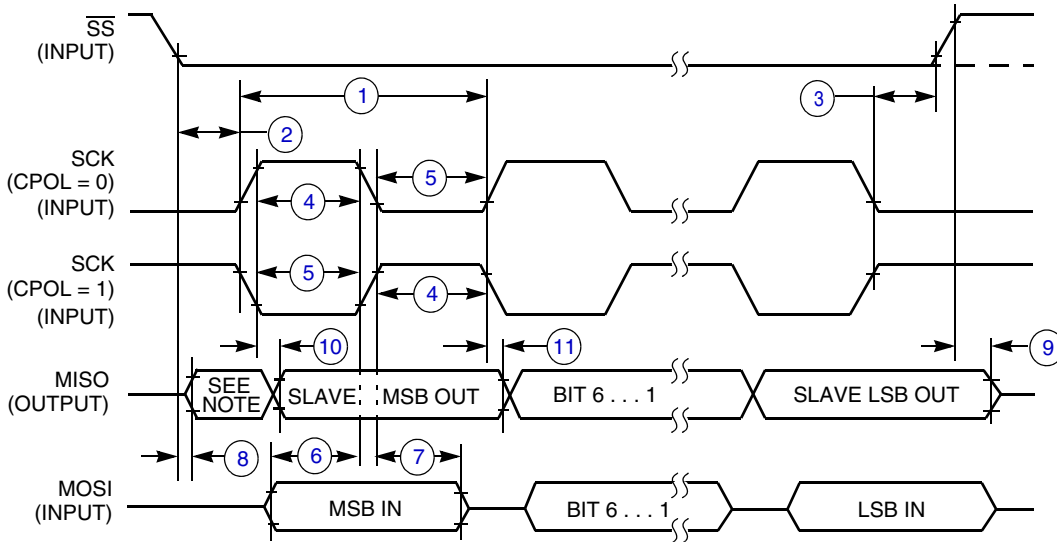 SS
(INPUT)
1
3
2
SCK
(CPOL = 0)
(INPUT)
5
4
SCK
(CPOL = 1)
(INPUT)
5
4
10
11
9
MISO
(OUTPUT)
SEE
NOTE
SLAVE
MSB OUT
BIT 6 . . . 1
SLAVE LSB OUT
8
6
7
MOSI
(INPUT)
MSB IN
BIT 6 . . . 1
LSB IN